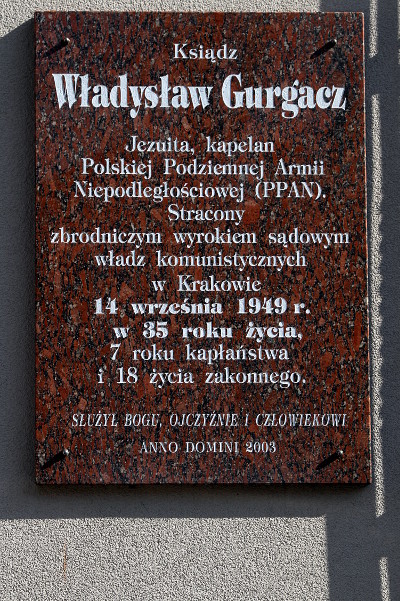 Ksiądz
Władysław Gurgacz
Jezuita, kapelan
Polskiej Podziemnej Armii
Niepodległościowej (PPAN).
Stracony
zbrodniczym wyrokiem sądowym
władz komunistycznych
w Krakowie
14 września 1949 r.
w 35 roku życia,
7 roku kapłaństwa
i 18 życia zakonnego.
SŁUŻYŁ BOGU, OJCZYŹNIE I CZŁOWIEKOWI
ANNO DOMINI 2003